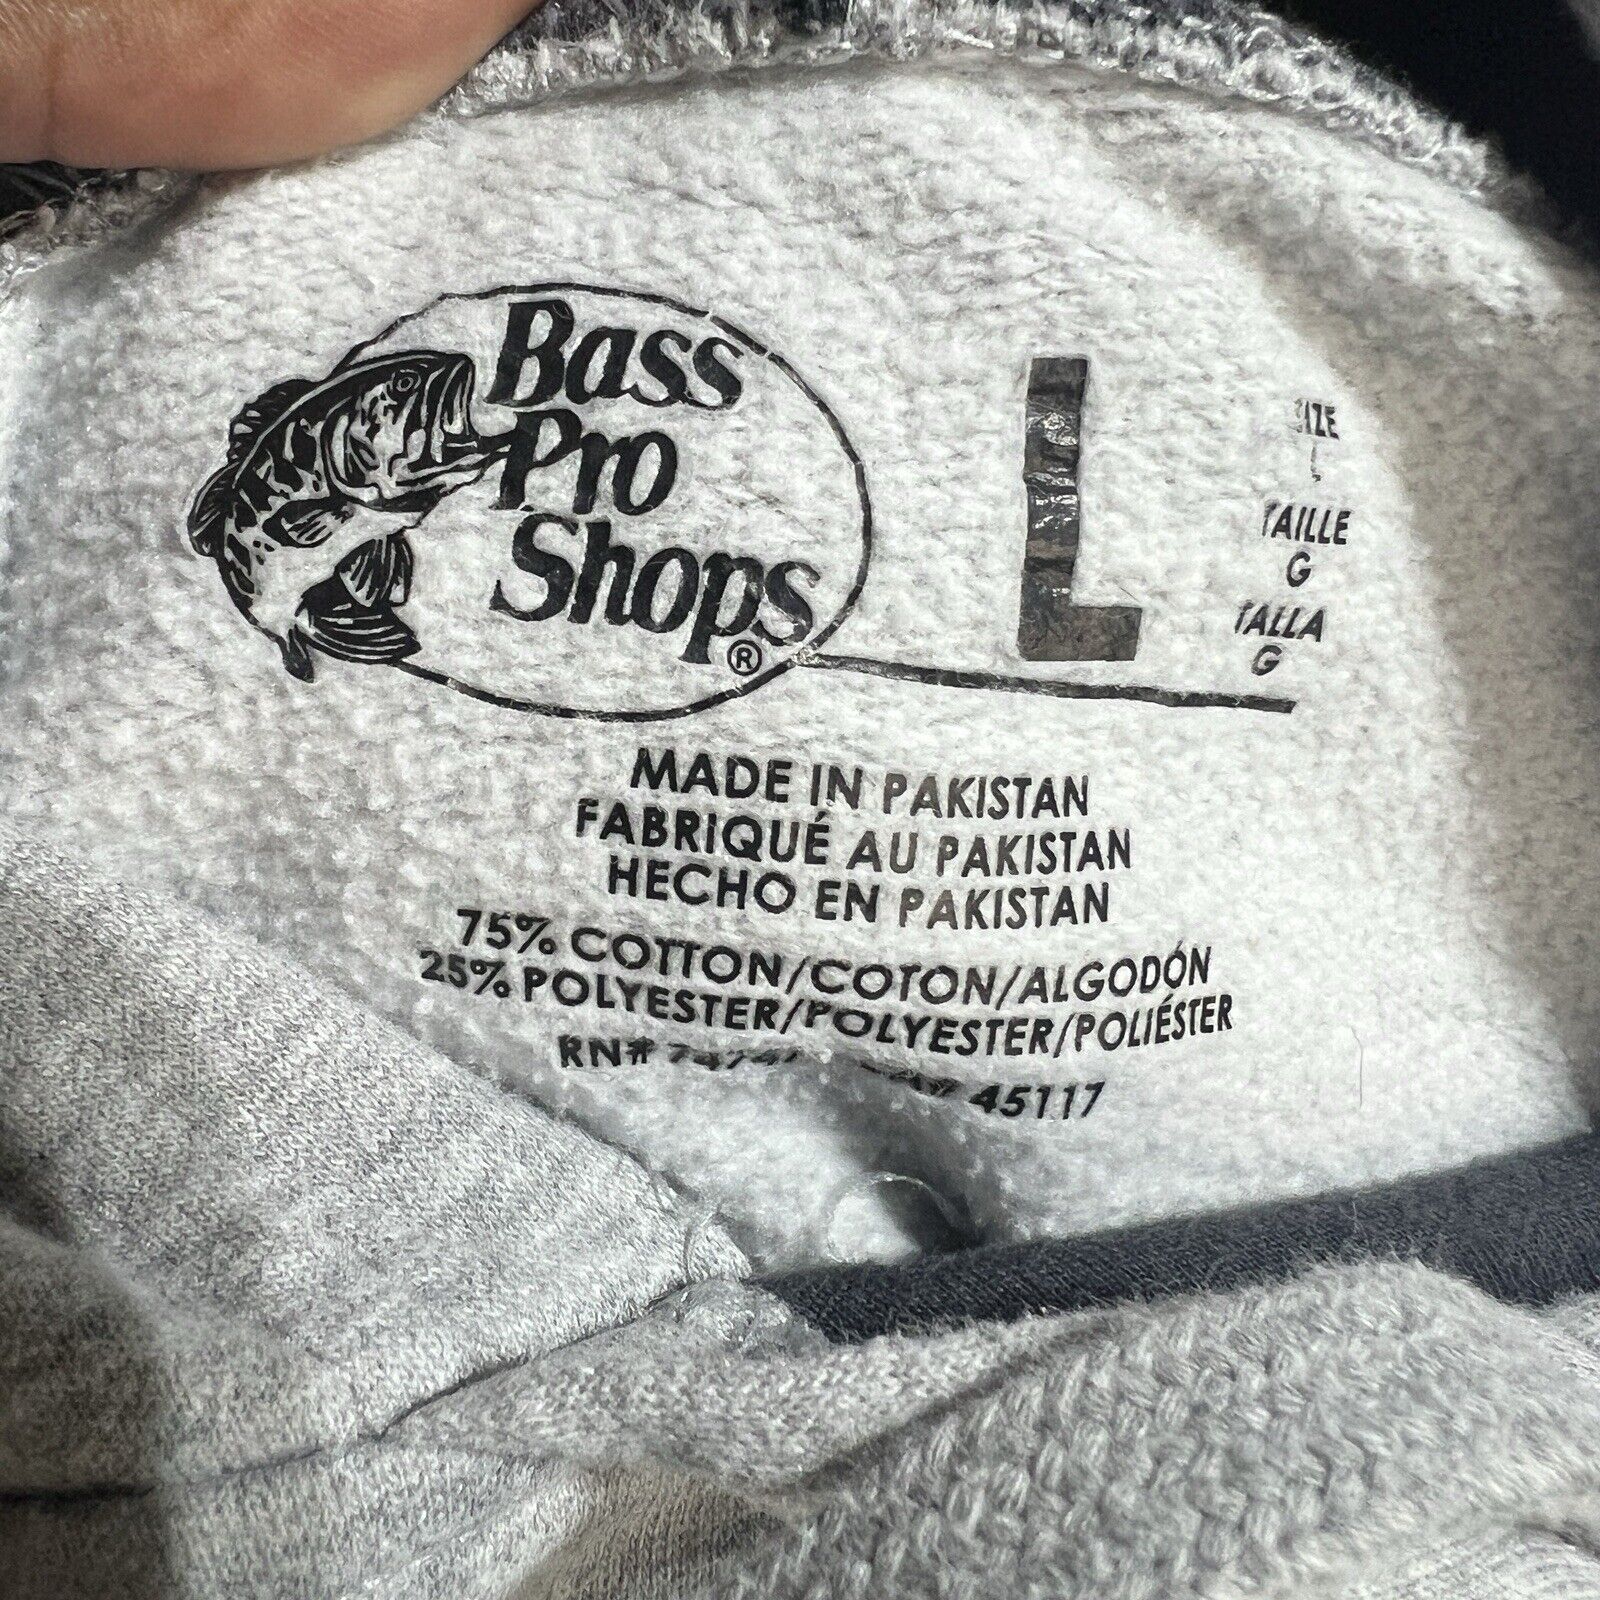 Bass
Pro
Shops®
L
SIZE
L
TAILLE
G
TALLA
G
MADE IN PAKISTAN
FABRIQUÉ AU PAKISTAN
HECHO EN PAKISTAN
75% COTTON/COTON/ALGODÓN
25% POLYESTER/POLYESTER/POLIÉSTER
RN# 45117